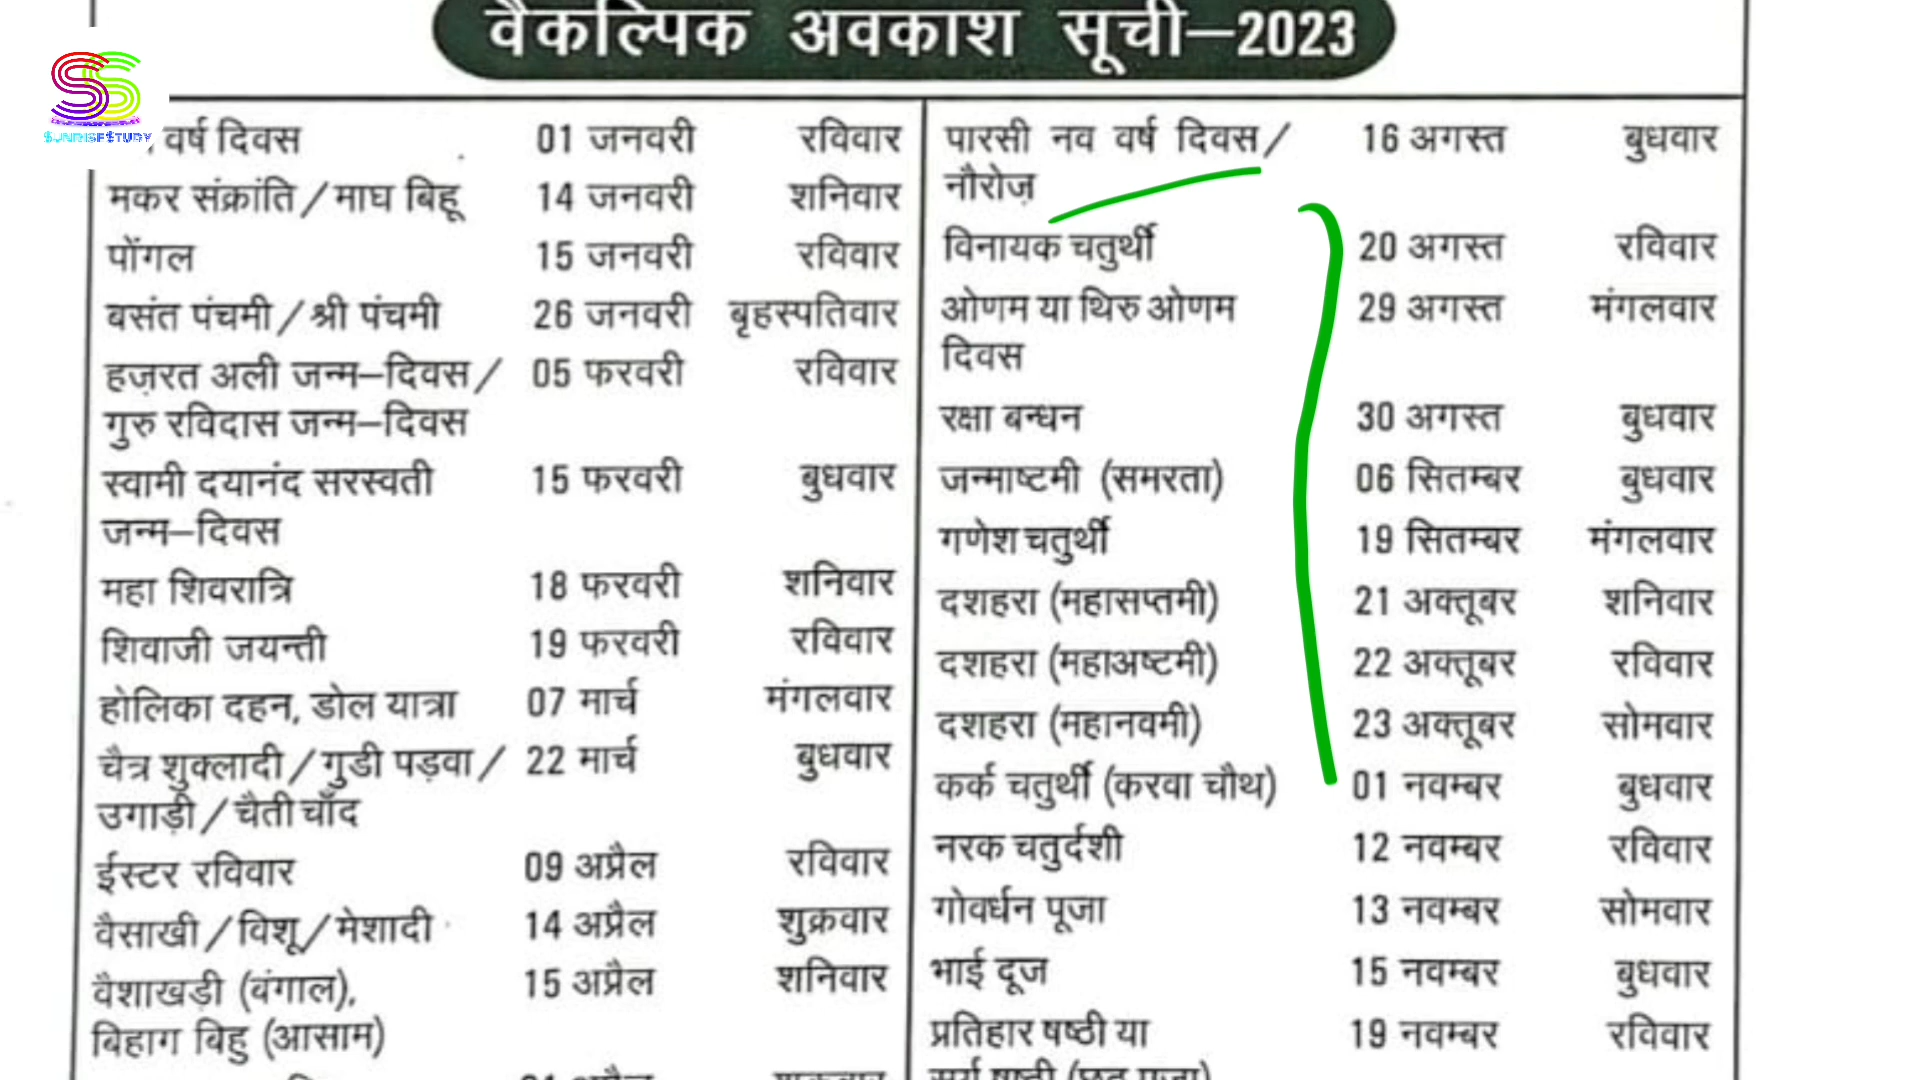 वैकल्पिक अवकाश सूची–2023
SUNRISE STUDY
वर्ष दिवस 01 जनवरी रविवार
मकर संक्रांति / माघ बिहू 14 जनवरी शनिवार
पोंगल 15 जनवरी रविवार
बसंत पंचमी / श्री पंचमी 26 जनवरी बृहस्पतिवार
हज़रत अली जन्म–दिवस / 05 फरवरी रविवार
गुरु रविदास जन्म–दिवस
स्वामी दयानंद सरस्वती 15 फरवरी बुधवार
जन्म–दिवस
महा शिवरात्रि 18 फरवरी शनिवार
शिवाजी जयन्ती 19 फरवरी रविवार
होलिका दहन, डोल यात्रा 07 मार्च मंगलवार
चैत्र शुक्लादी / गुडी पड़वा / 22 मार्च बुधवार
उगाड़ी / चैती चाँद
ईस्टर रविवार 09 अप्रैल रविवार
वैसाखी / विशू / मेशादी 14 अप्रैल शुक्रवार
वैशाखड़ी (बंगाल), 15 अप्रैल शनिवार
बिहाग बिहु (आसाम)
पारसी नव वर्ष दिवस / 16 अगस्त बुधवार
नौरोज़
विनायक चतुर्थी 20 अगस्त रविवार
ओणम या थिरु ओणम 29 अगस्त मंगलवार
दिवस
रक्षा बन्धन 30 अगस्त बुधवार
जन्माष्टमी (समरता) 06 सितम्बर बुधवार
गणेश चतुर्थी 19 सितम्बर मंगलवार
दशहरा (महासप्तमी) 21 अक्तूबर शनिवार
दशहरा (महाअष्टमी) 22 अक्तूबर रविवार
दशहरा (महानवमी) 23 अक्तूबर सोमवार
कर्क चतुर्थी (करवा चौथ) 01 नवम्बर बुधवार
नरक चतुर्दशी 12 नवम्बर रविवार
गोवर्धन पूजा 13 नवम्बर सोमवार
भाई दूज 15 नवम्बर बुधवार
प्रतिहार षष्ठी या 19 नवम्बर रविवार